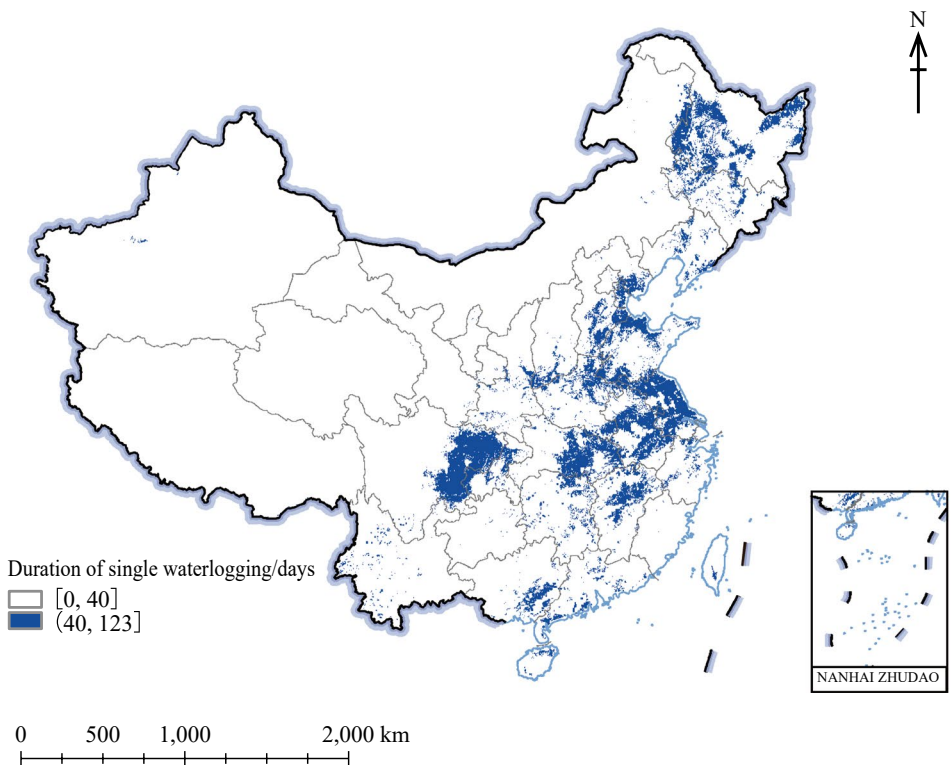 N
Duration of single waterlogging/days
[0, 40]
(40, 123]
NANHAI ZHUDAO
0 500 1,000 2,000 km